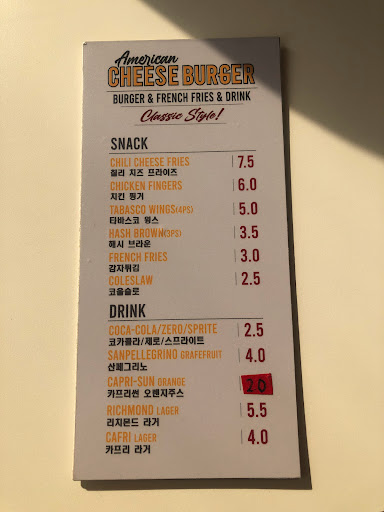 American
CHEESE BURGER
BURGER & FRENCH FRIES & DRINK
Classic Style!
SNACK
CHILI CHEESE FRIES | 7.5
칠리 치즈 프라이즈
CHICKEN FINGERS | 6.0
치킨 핑거
TABASCO WINGS(4PS) | 5.0
타바스코 윙스
HASH BROWN(3PS) | 3.5
해시 브라운
FRENCH FRIES | 3.0
감자튀김
COLESLAW | 2.5
코울슬로
DRINK
COCA-COLA/ZERO/SPRITE | 2.5
코카콜라/제로/스프라이트
SANPELLEGRINO GRAFEFRUIT | 4.0
산페그리노
CAPRI-SUN ORANGE 2.0
카프리썬 오렌지주스
RICHMOND LAGER | 5.5
리치몬드 라거
CAFRI LAGER | 4.0
카프리 라거